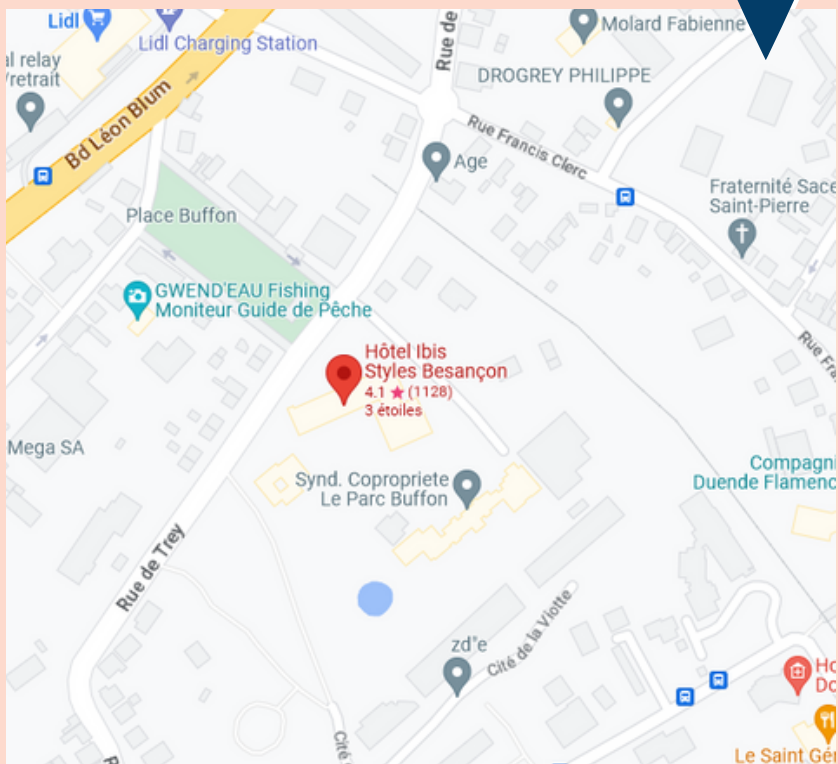 Lidl
Lidl Charging Station
al relay
/retrait
Bd Léon Blum
Rue de
Molard Fabienne
DROGREY PHILIPPE
Rue Francis Clerc
Age
Fraternité Sace
Saint-Pierre
Place Buffon
GWEND'EAU Fishing
Moniteur Guide de Pêche
Hôtel Ibis
Styles Besançon
4.1 ★ (1128)
3 étoiles
Rue Fra
Mega SA
Synd. Copropriete
Le Parc Buffon
Compagni
Duende Flamenc
Rue de Trey
zd"e
Cité de la Viotte
Cité
R
Ho
Do
Le Saint Gér